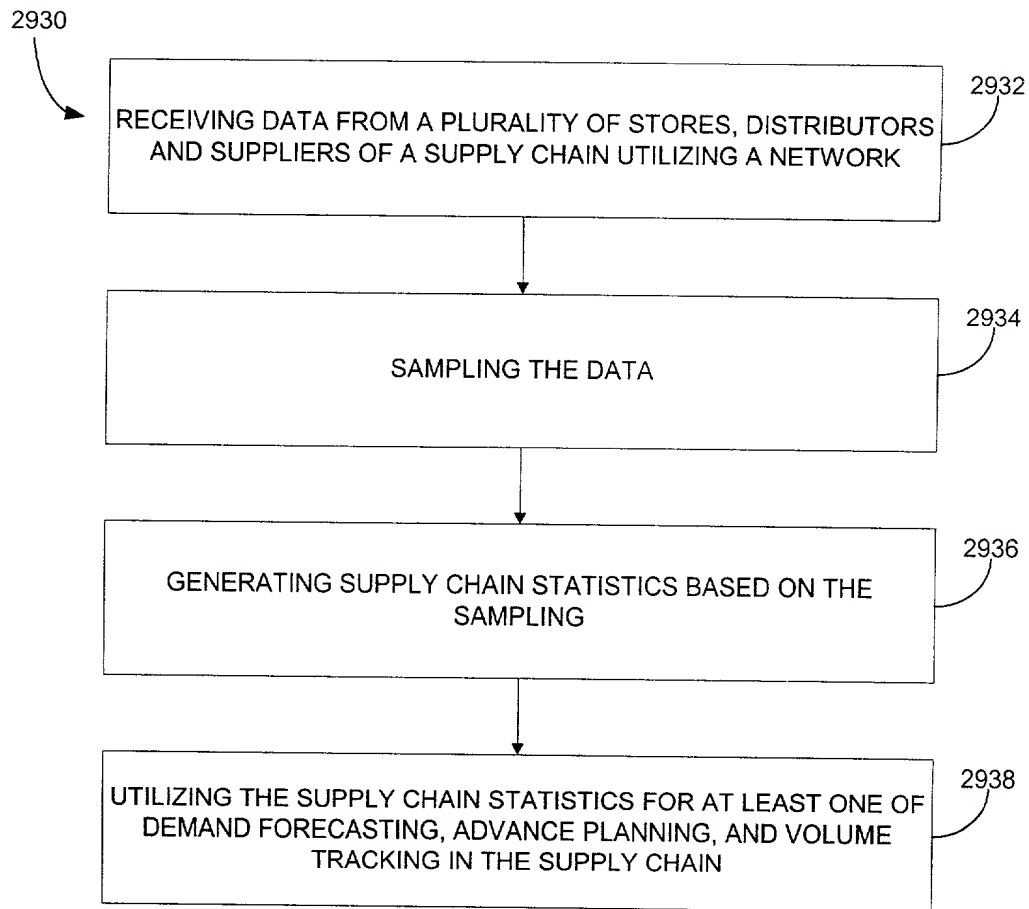 2930
2932
RECEIVING DATA FROM A PLURALITY OF STORES, DISTRIBUTORS
AND SUPPLIERS OF A SUPPLY CHAIN UTILIZING A NETWORK
2934
SAMPLING THE DATA
2936
GENERATING SUPPLY CHAIN STATISTICS BASED ON THE
SAMPLING
2938
UTILIZING THE SUPPLY CHAIN STATISTICS FOR AT LEAST ONE OF
DEMAND FORECASTING, ADVANCE PLANNING, AND VOLUME
TRACKING IN THE SUPPLY CHAIN